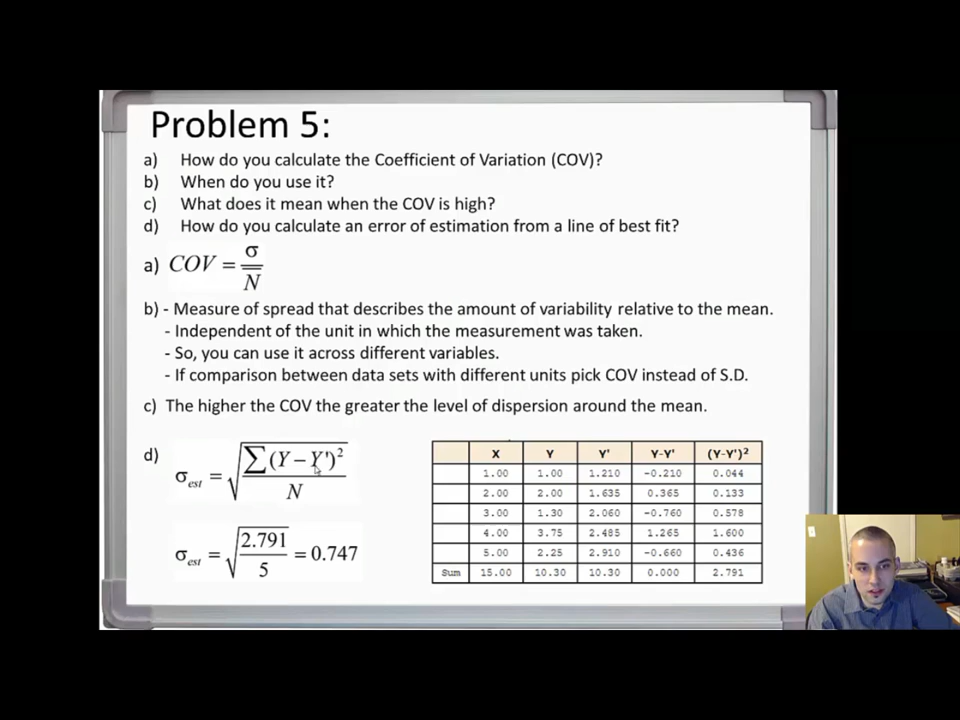 Problem 5:
a) How do you calculate the Coefficient of Variation (COV)?
b) When do you use it?
c) What does it mean when the COV is high?
d) How do you calculate an error of estimation from a line of best fit?
a) COV = σ / N̅
b) - Measure of spread that describes the amount of variability relative to the mean.
- Independent of the unit in which the measurement was taken.
- So, you can use it across different variables.
- If comparison between data sets with different units pick COV instead of S.D.
c) The higher the COV the greater the level of dispersion around the mean.
d) σest = √(∑(Y – Y')² / N)
σest = √(2.791 / 5) = 0.747
X Y Y' Y-Y' (Y-Y')²
1.00 1.00 1.210 -0.210 0.044
2.00 2.00 1.635 0.365 0.133
3.00 1.30 2.060 -0.760 0.578
4.00 3.75 2.485 1.265 1.600
5.00 2.25 2.910 -0.660 0.436
Sum 15.00 10.30 10.30 0.000 2.791